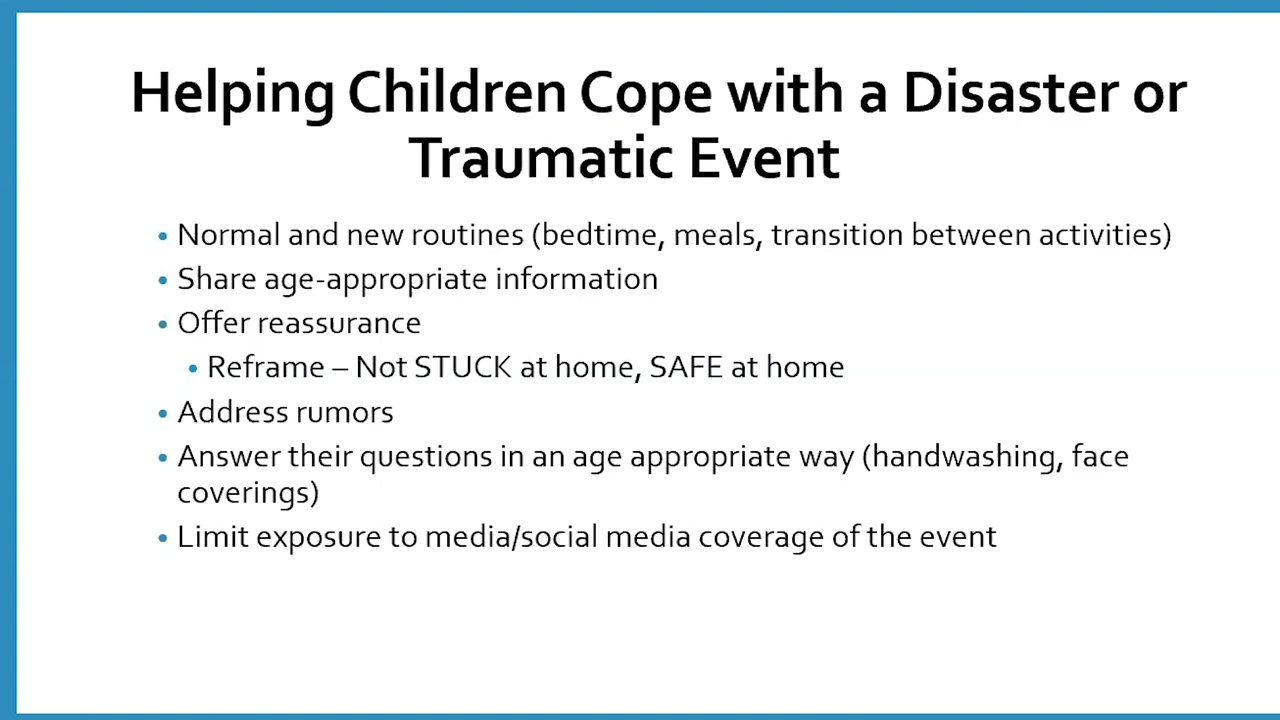 Helping Children Cope with a Disaster or
Traumatic Event
• Normal and new routines (bedtime, meals, transition between activities)
• Share age-appropriate information
• Offer reassurance
• Reframe – Not STUCK at home, SAFE at home
• Address rumors
• Answer their questions in an age appropriate way (handwashing, face
coverings)
• Limit exposure to media/social media coverage of the event